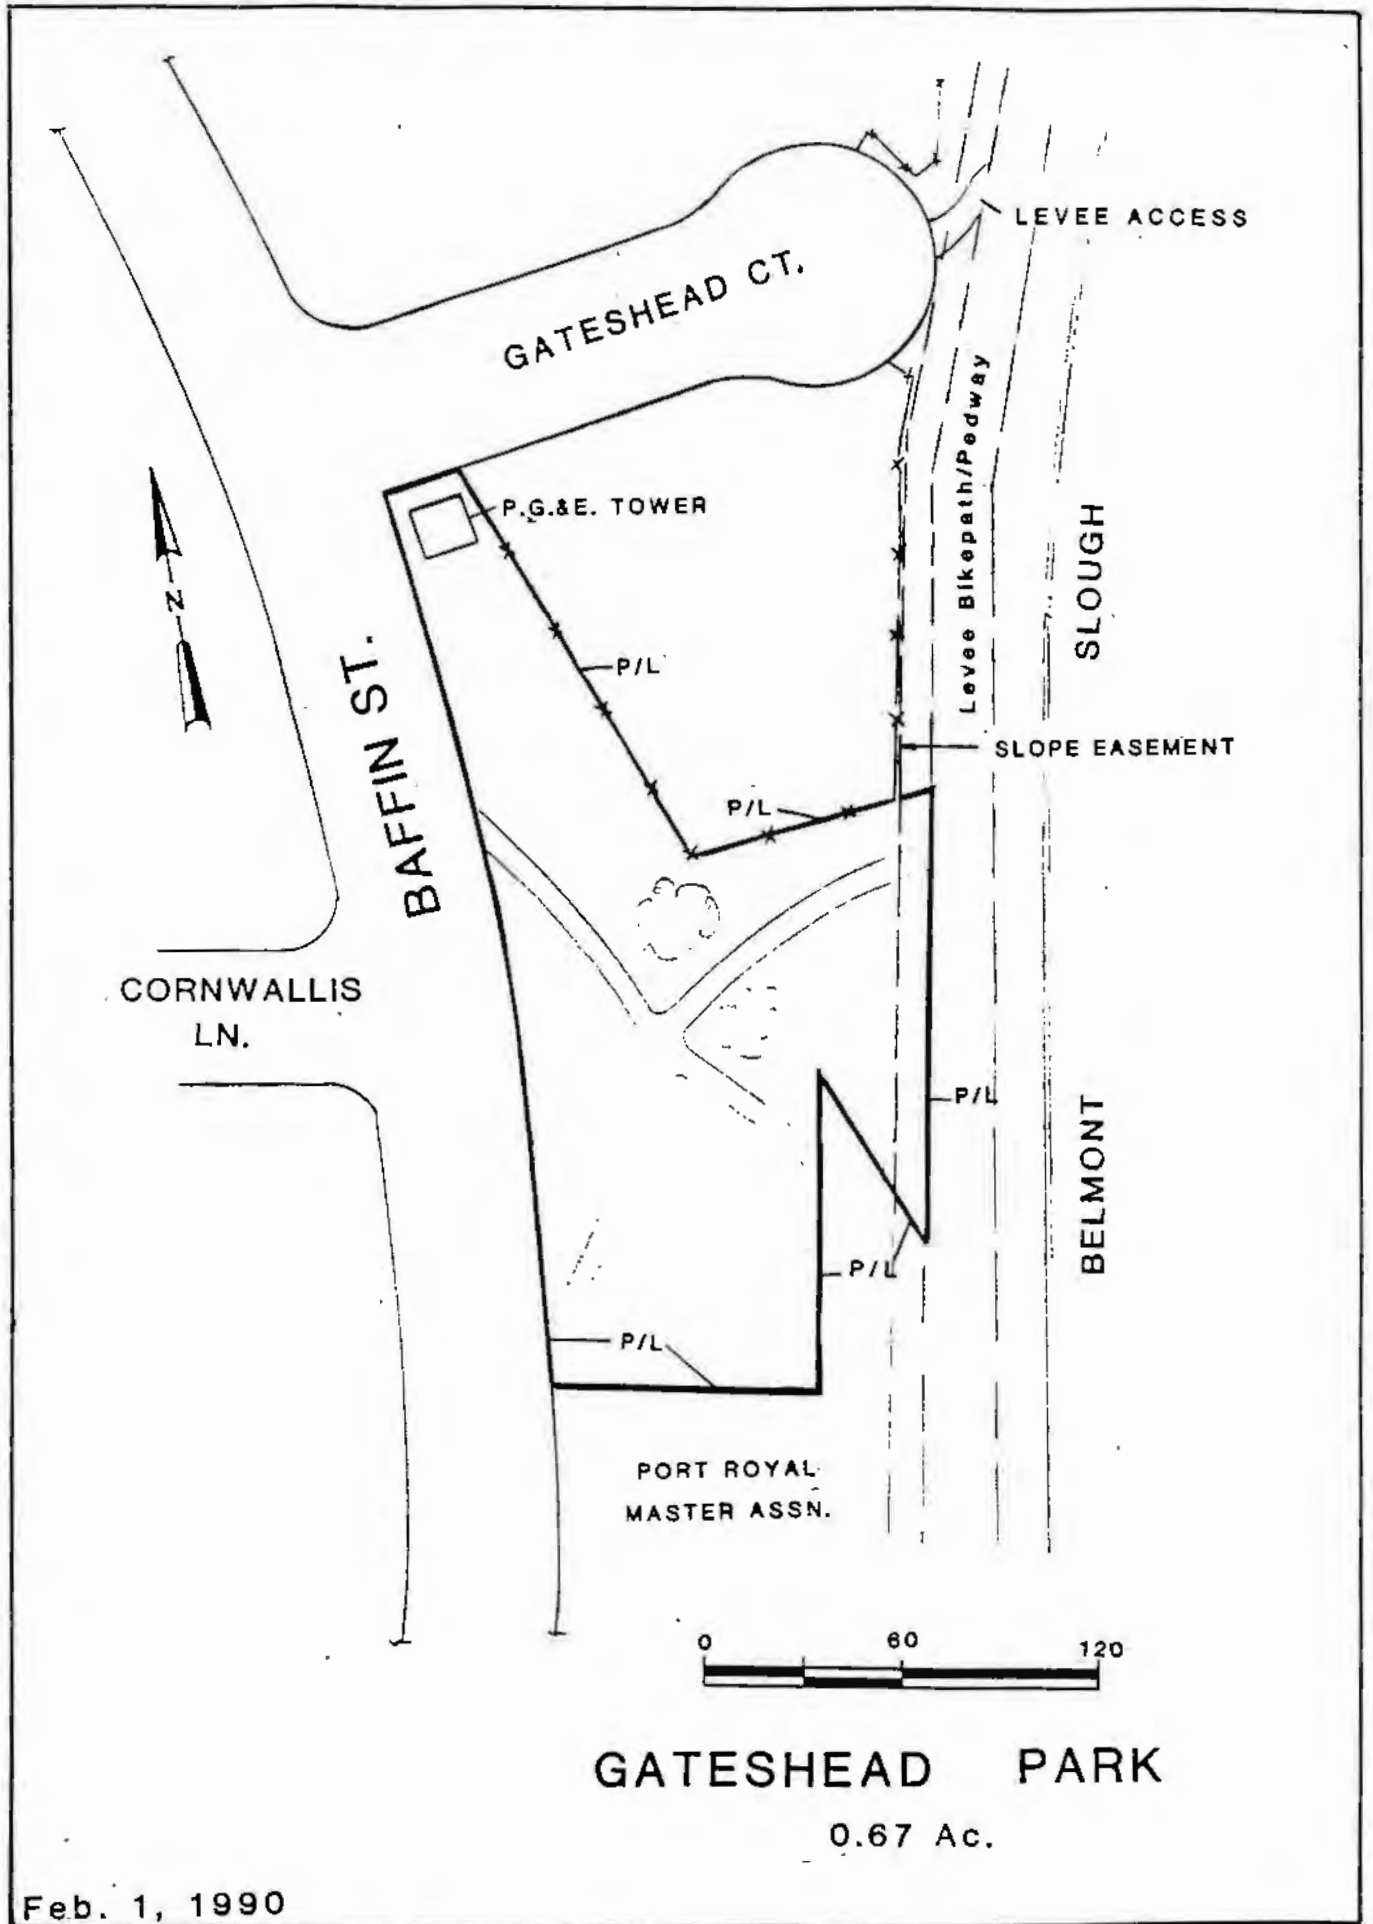 LEVEE ACCESS
GATESHEAD CT.
Levee Bikepath/Pedway
P.G.&E. TOWER
SLOUGH
N
BAFFIN ST.
P/L
SLOPE EASEMENT
P/L
CORNWALLIS
LN.
P/L
BELMONT
P/L
P/L
PORT ROYAL
MASTER ASSN.
0 60 120
GATESHEAD PARK
0.67 Ac.
Feb. 1, 1990